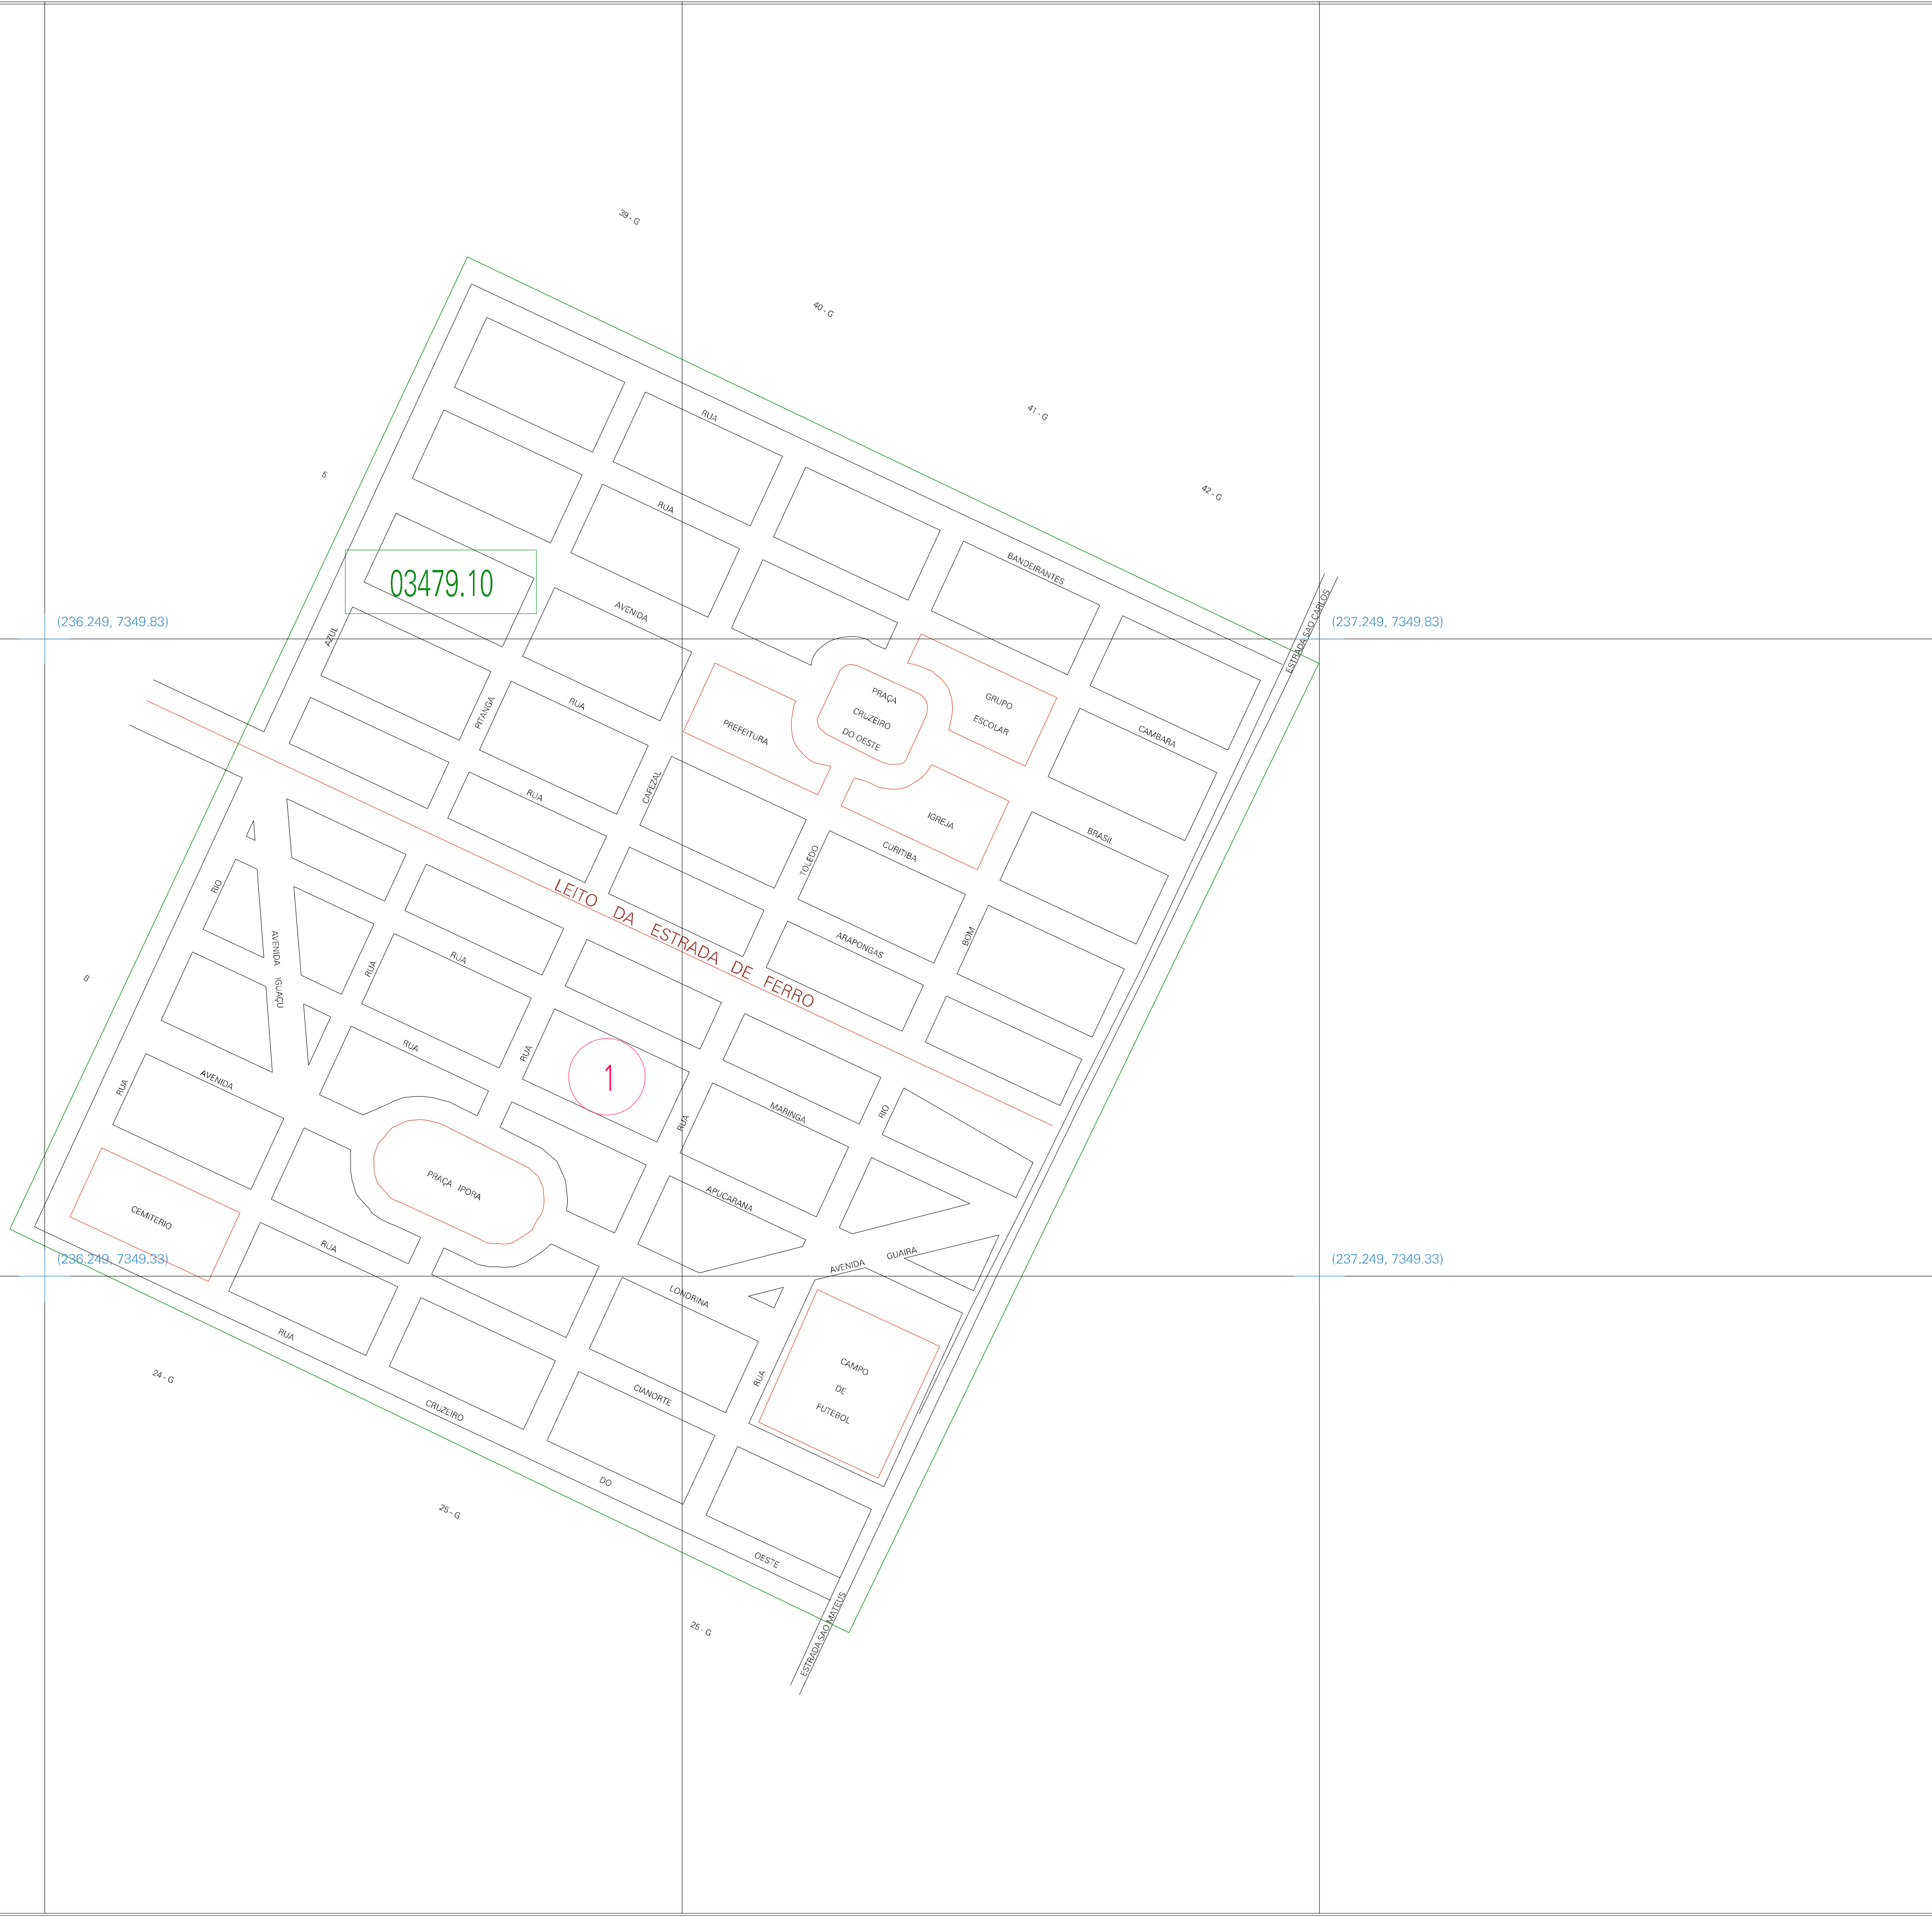 39 - G
40 - G
41 - G
42 - G
5
8
24 - G
25 - G
25 - G
(236.249, 7349.83)
(237.249, 7349.83)
(236.249, 7349.33)
(237.249, 7349.33)
03479.10
1
RUA
BANDEIRANTES
RUA
CAMBARA
AVENIDA
BRASIL
RUA
CURITIBA
RUA
ARAPONGAS
LEITO DA ESTRADA DE FERRO
RUA
MARINGA
RUA
APUCARANA
AVENIDA
LONDRINA
RUA
CIANORTE
RUA
CRUZEIRO
DO
OESTE
RUA
RIO
AZUL
RUA
PITANGA
RUA
CAFEZAL
RUA
TOLEDO
RUA
RIO
BOM
AVENIDA IGUAÇU
AVENIDA
GUAIRA
ESTRADA SAO CARLOS
ESTRADA SAO MATEUS
PREFEITURA
PRAÇA
CRUZEIRO
DO OESTE
GRUPO
ESCOLAR
IGREJA
PRAÇA IPORA
CEMITERIO
CAMPO
DE
FUTEBOL